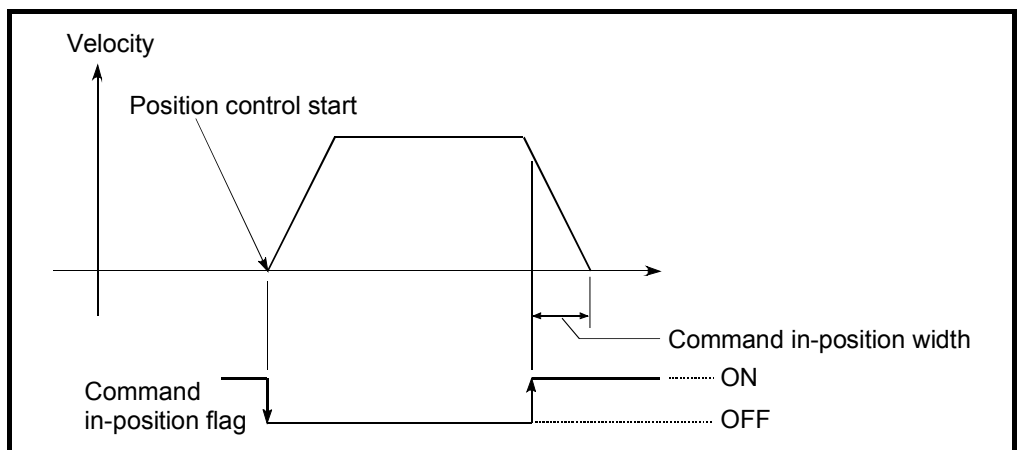 Velocity
Position control start
Command in-position width
ON
Command
in-position flag
OFF